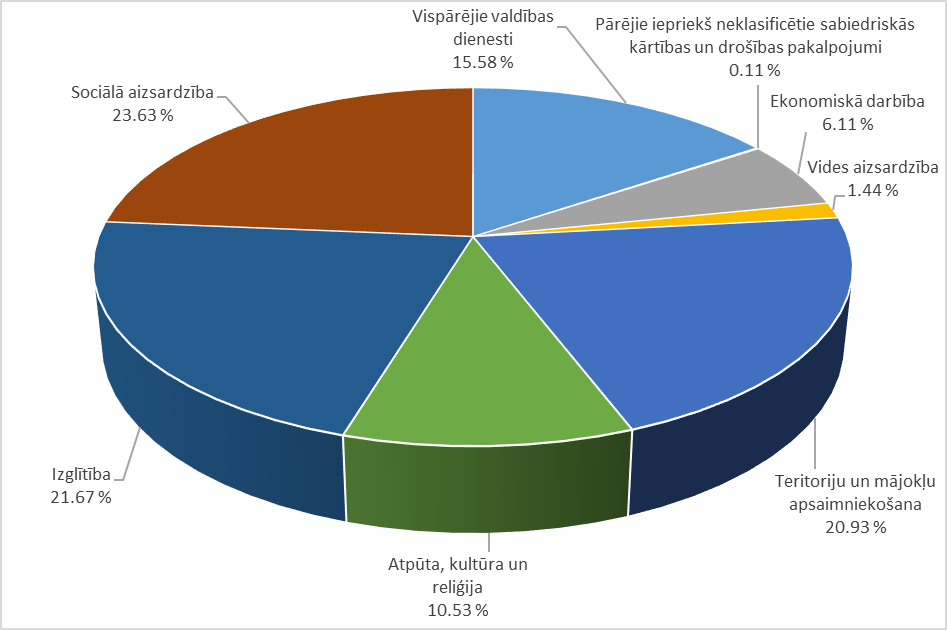 Vispārējie valdības
dienesti
15.58 %
Pārējie iepriekš neklasificētie sabiedriskās
kārtības un drošības pakalpojumi
0.11 %
Ekonomiskā darbība
6.11 %
Vides aizsardzība
1.44 %
Teritoriju un mājokļu
apsaimniekošana
20.93 %
Atpūta, kultūra un
reliģija
10.53 %
Izglītība
21.67 %
Sociālā aizsardzība
23.63 %